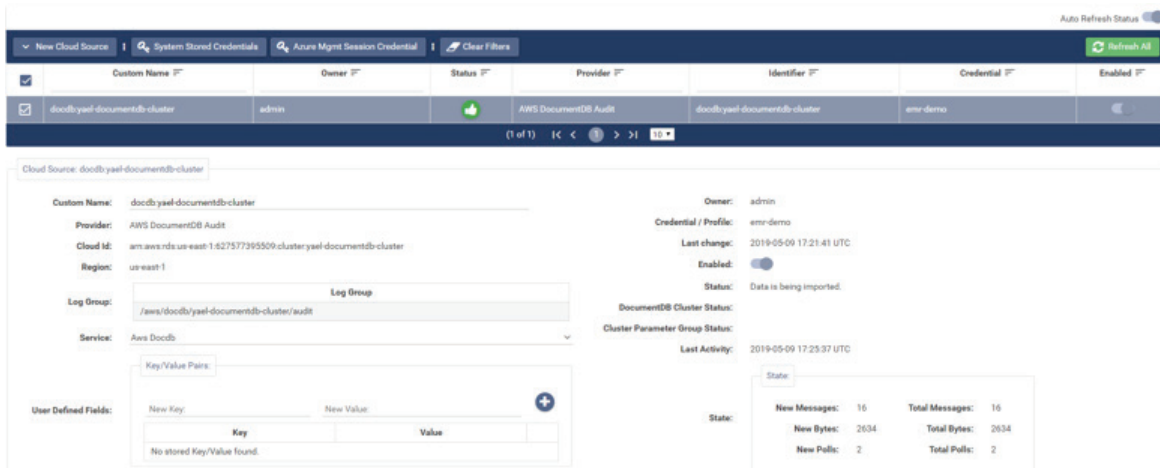 Auto Refresh Status
New Cloud Source System Stored Credentials Azure Mgmt Session Credential Clear Filters Refresh All
Custom Name Owner Status Provider Identifier Credential Enabled
docdb:yael-documentdb-cluster admin AWS DocumentDB Audit docdb:yael-documentdb-cluster emr-demo
(1 of 1) 1 10
Cloud Source: docdb:yael-documentdb-cluster
Custom Name: docdb:yael-documentdb-cluster
Owner: admin
Provider: AWS DocumentDB Audit
Credential / Profile: emr-demo
Cloud Id: arn:aws:rds:us-east-1:627577395509:cluster:yael-documentdb-cluster
Last change: 2019-05-09 17:21:41 UTC
Region: us-east-1
Enabled:
Log Group:
Log Group
/aws/docdb/yael-documentdb-cluster/audit
Status: Data is being imported.
DocumentDB Cluster Status:
Cluster Parameter Group Status:
Service: Aws Docdb
Last Activity: 2019-05-09 17:25:37 UTC
Key/Value Pairs:
User Defined Fields: New Key: New Value:
Key Value
No stored Key/Value found.
State:
State:
New Messages: 16 Total Messages: 16
New Bytes: 2634 Total Bytes: 2634
New Polls: 2 Total Polls: 2